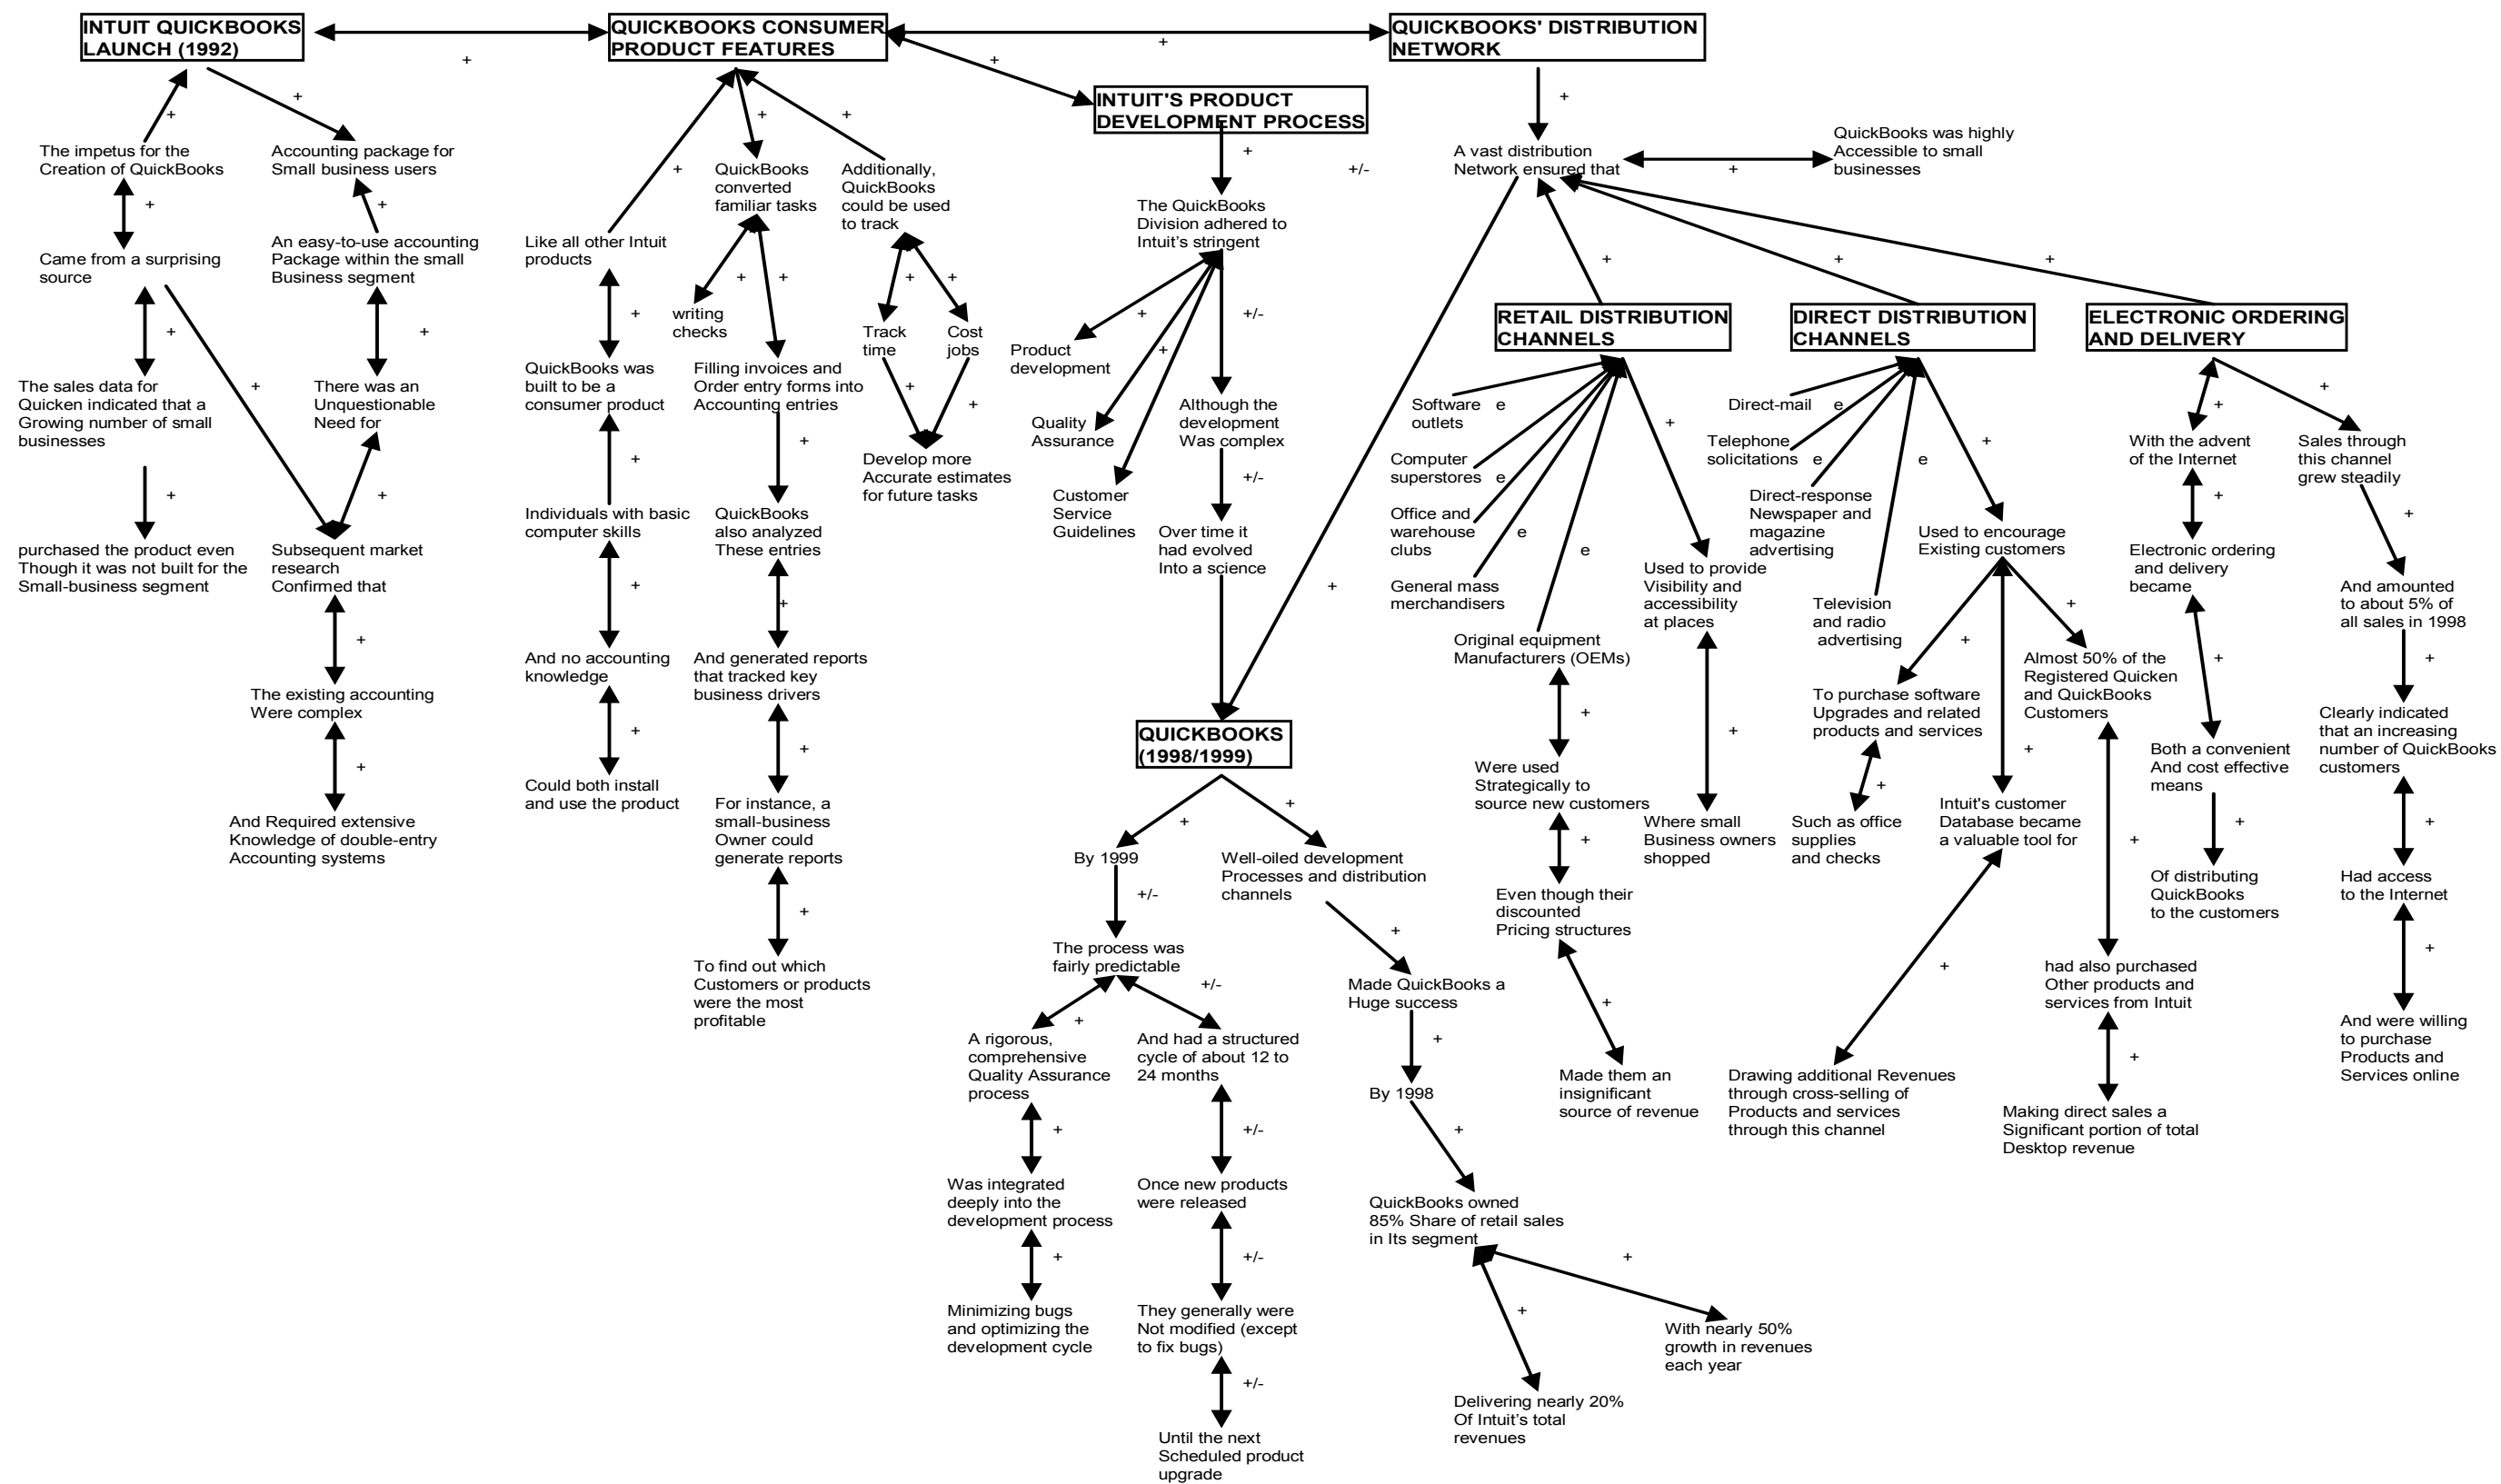 INTUIT QUICKBOOKS
LAUNCH (1992)
QUICKBOOKS CONSUMER
PRODUCT FEATURES
QUICKBOOKS' DISTRIBUTION
NETWORK
+
+
+
INTUIT'S PRODUCT
DEVELOPMENT PROCESS
+
+
+
+
+
The impetus for the
Creation of QuickBooks
+
Came from a surprising
source
+
The sales data for
Quicken indicated that a
Growing number of small
businesses
+
purchased the product even
Though it was not built for the
Small-business segment
Accounting package for
Small business users
+
An easy-to-use accounting
Package within the small
Business segment
+
There was an
Unquestionable
Need for
+
+
Subsequent market
research
Confirmed that
+
The existing accounting
Were complex
+
And Required extensive
Knowledge of double-entry
Accounting systems
+
Like all other Intuit
products
+
QuickBooks was
built to be a
consumer product
+
Individuals with basic
computer skills
+
And no accounting
knowledge
+
Could both install
and use the product
QuickBooks
converted
familiar tasks
+
+
writing
checks
Filling invoices and
Order entry forms into
Accounting entries
+
QuickBooks
also analyzed
These entries
+
And generated reports
that tracked key
business drivers
+
For instance, a
small-business
Owner could
generate reports
+
To find out which
Customers or products
were the most
profitable
Additionally,
QuickBooks
could be used
to track
+
+
Track
time
Cost
jobs
+
+
Develop more
Accurate estimates
for future tasks
+
+/-
The QuickBooks
Division adhered to
Intuit's stringent
+
+
+/-
Product
development
Quality
Assurance
Customer
Service
Guidelines
Although the
development
Was complex
+/-
Over time it
had evolved
Into a science
+
A vast distribution
Network ensured that
+
QuickBooks was highly
Accessible to small
businesses
+
+
+
+
RETAIL DISTRIBUTION
CHANNELS
DIRECT DISTRIBUTION
CHANNELS
ELECTRONIC ORDERING
AND DELIVERY
Software e
outlets
Computer
superstores e
Office and
warehouse e
clubs
General mass
merchandisers
e
Original equipment
Manufacturers (OEMs)
+
Were used
Strategically to
source new customers
+
Even though their
discounted
Pricing structures
+
Made them an
insignificant
source of revenue
+
Used to provide
Visibility and
accessibility
at places
+
Where small
Business owners
shopped
Direct-mail e
Telephone
solicitations e
Direct-response
Newspaper and
magazine
advertising
e
Television
and radio
advertising
+
Used to encourage
Existing customers
+
+
+
To purchase software
Upgrades and related
products and services
+
Such as office
supplies
and checks
Intuit's customer
Database became
a valuable tool for
+
Drawing additional Revenues
through cross-selling of
Products and services
through this channel
Almost 50% of the
Registered Quicken
and QuickBooks
Customers
+
had also purchased
Other products and
services from Intuit
+
Making direct sales a
Significant portion of total
Desktop revenue
+
+
With the advent
of the Internet
+
Electronic ordering
and delivery
became
+
Both a convenient
And cost effective
means
+
Of distributing
QuickBooks
to the customers
Sales through
this channel
grew steadily
+
And amounted
to about 5% of
all sales in 1998
+
Clearly indicated
that an increasing
number of QuickBooks
customers
+
Had access
to the Internet
+
And were willing
to purchase
Products and
Services online
QUICKBOOKS
(1998/1999)
+
+
By 1999
+/-
The process was
fairly predictable
+
+/-
A rigorous,
comprehensive
Quality Assurance
process
+
Was integrated
deeply into the
development process
+
Minimizing bugs
and optimizing the
development cycle
And had a structured
cycle of about 12 to
24 months
+/-
Once new products
were released
+/-
They generally were
Not modified (except
to fix bugs)
+/-
Until the next
Scheduled product
upgrade
Well-oiled development
Processes and distribution
channels
+
Made QuickBooks a
Huge success
+
By 1998
+
QuickBooks owned
85% Share of retail sales
in Its segment
+
+
With nearly 50%
growth in revenues
each year
Delivering nearly 20%
Of Intuit's total
revenues